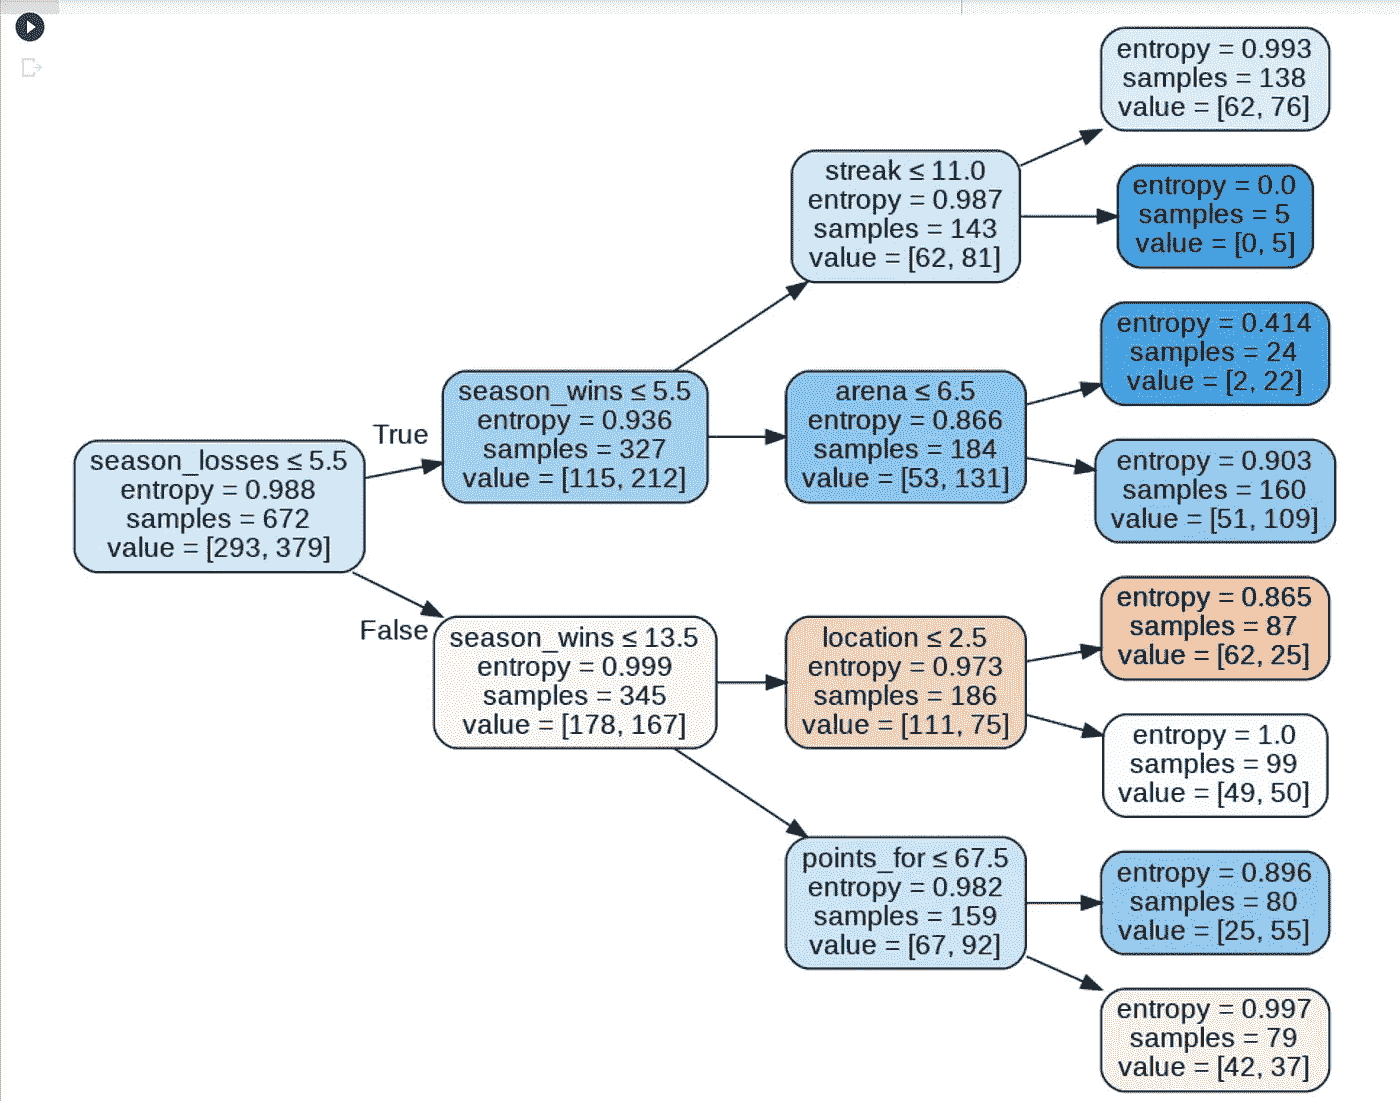 entropy = 0.993
samples = 138
value = [62, 76]
streak ≤ 11.0
entropy = 0.987
samples = 143
value = [62, 81]
entropy = 0.0
samples = 5
value = [0, 5]
entropy = 0.414
samples = 24
value = [2, 22]
season_wins ≤ 5.5
entropy = 0.936
samples = 327
value = [115, 212]
arena ≤ 6.5
entropy = 0.866
samples = 184
value = [53, 131]
True
season_losses ≤ 5.5
entropy = 0.988
samples = 672
value = [293, 379]
entropy = 0.903
samples = 160
value = [51, 109]
False
season_wins ≤ 13.5
entropy = 0.999
samples = 345
value = [178, 167]
location ≤ 2.5
entropy = 0.973
samples = 186
value = [111, 75]
entropy = 0.865
samples = 87
value = [62, 25]
entropy = 1.0
samples = 99
value = [49, 50]
points_for ≤ 67.5
entropy = 0.982
samples = 159
value = [67, 92]
entropy = 0.896
samples = 80
value = [25, 55]
entropy = 0.997
samples = 79
value = [42, 37]